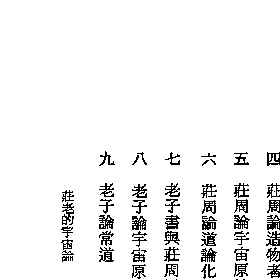 四 莊周論造物者
五 莊周論宇宙原
六 莊周論道論化
七 老子書與莊周
八 老子論宇宙原
九 老子論常道
莊老的宇宙論